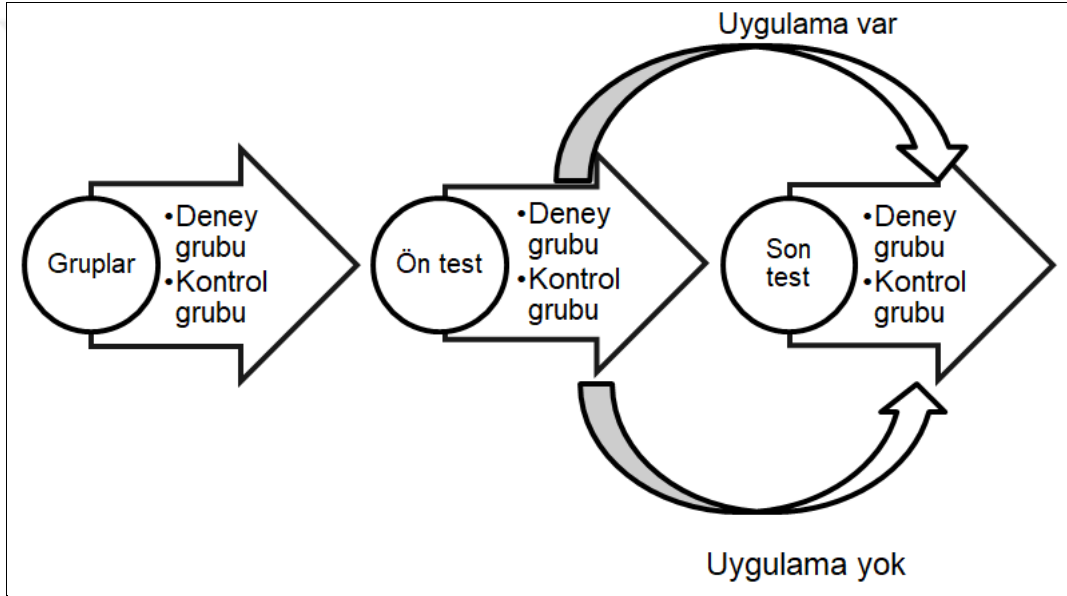 Uygulama var
Gruplar
•Deney
grubu
•Kontrol
grubu
Ön test
•Deney
grubu
•Kontrol
grubu
Son
test
•Deney
grubu
•Kontrol
grubu
Uygulama yok